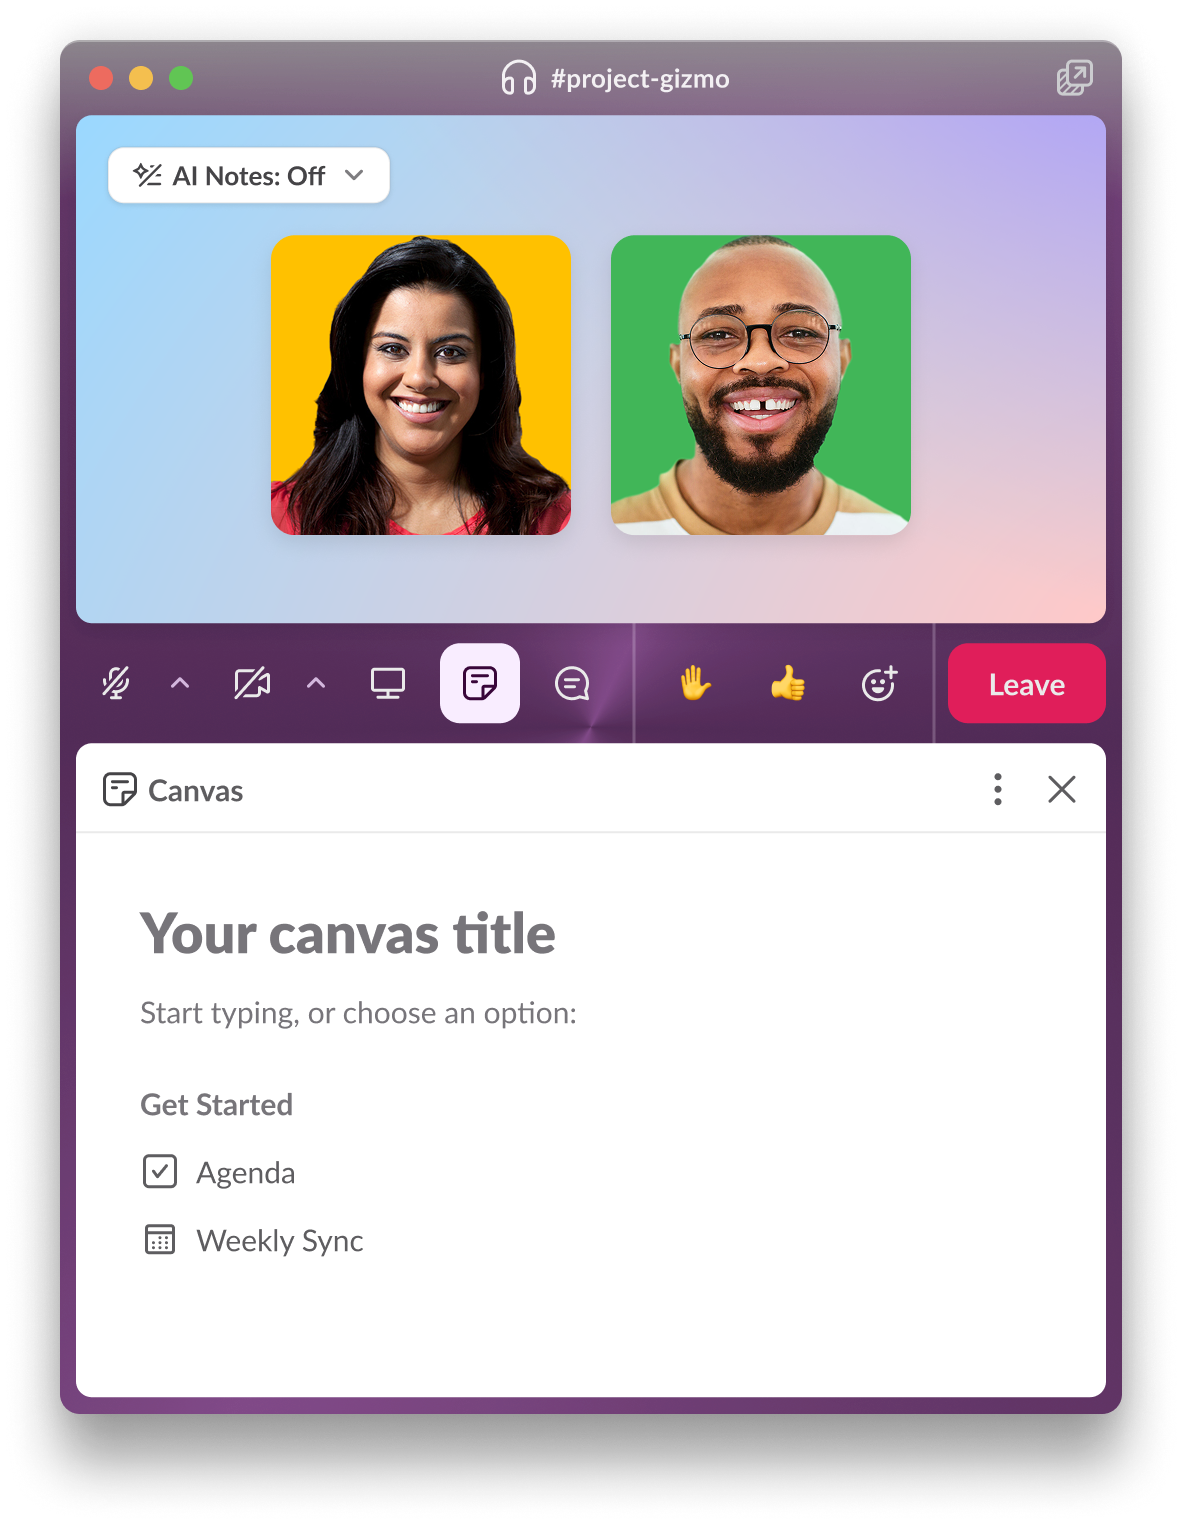 #project-gizmo
AI Notes: Off
Leave
Canvas
Your canvas title
Start typing, or choose an option:
Get Started
Agenda
Weekly Sync